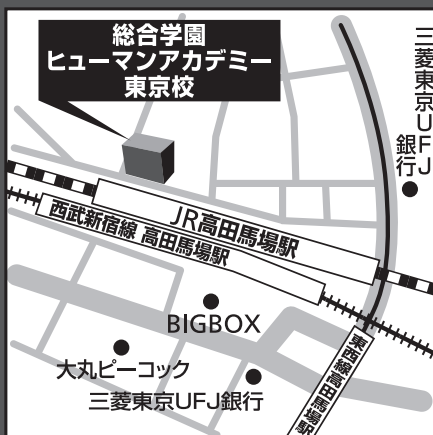 総合学園
ヒューマンアカデミー
東京校
三菱東京UFJ
銀行
JR高田馬場駅
西武新宿線 高田馬場駅
BIGBOX
大丸ピーコック
三菱東京UFJ銀行
東西線高田馬場駅